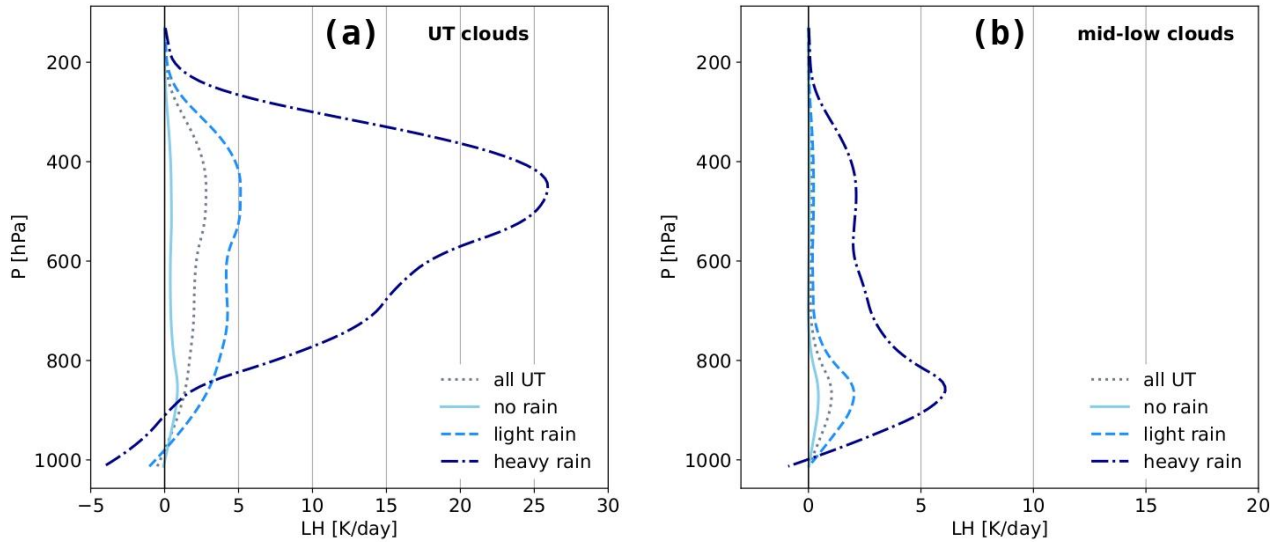 (a) UT clouds
200
400
600
800
1000
P [hPa]
all UT
no rain
light rain
heavy rain
−5 0 5 10 15 20 25 30
LH [K/day]
(b) mid-low clouds
200
400
600
800
1000
P [hPa]
all UT
no rain
light rain
heavy rain
0 5 10 15 20
LH [K/day]